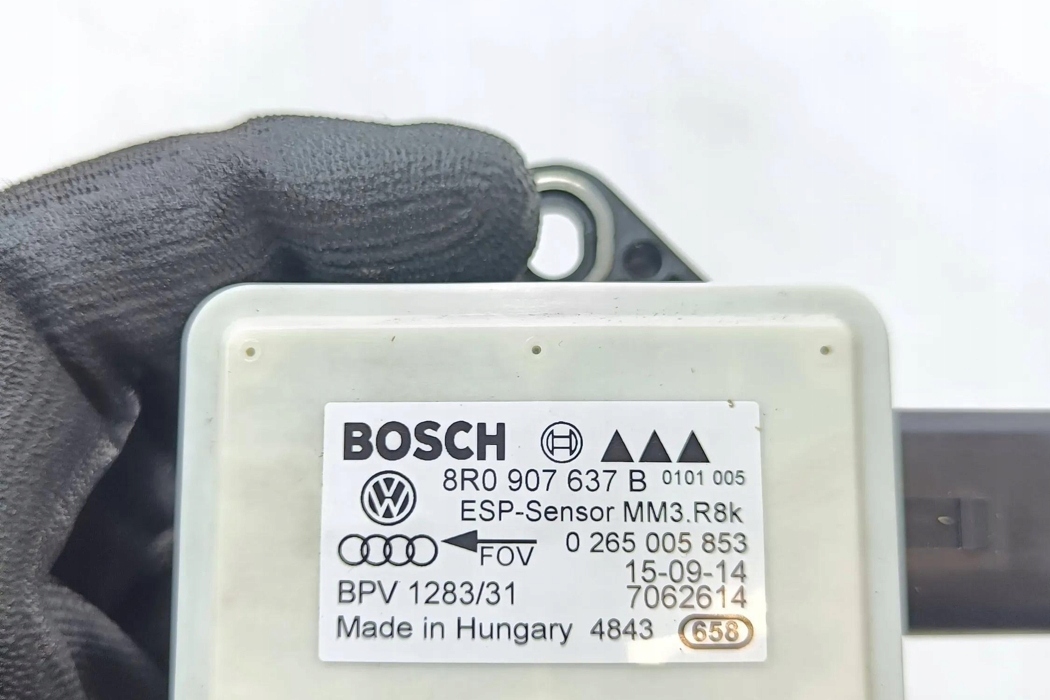 BOSCH
8R0 907 637 B 0101 005
ESP-Sensor MM3.R8k
FOV 0 265 005 853
15-09-14
BPV 1283/31 7062614
Made in Hungary 4843 658